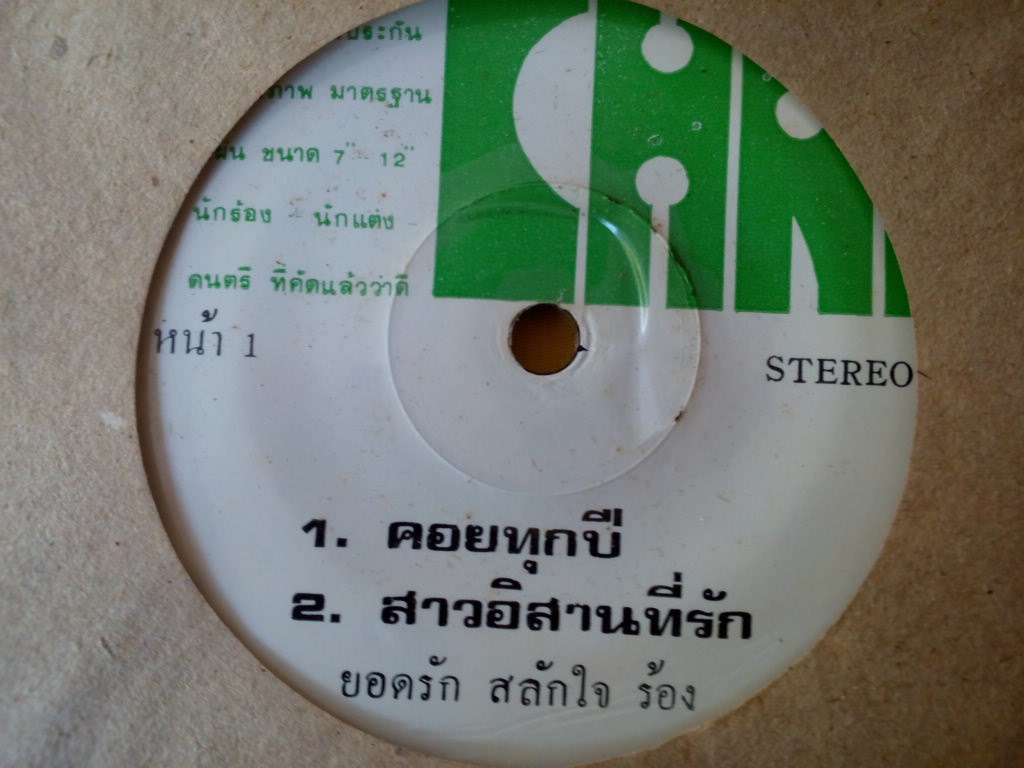 ประกัน
ภาพ มาตรฐาน
แผ่น ขนาด 7" - 12"
นักร้อง - นักแต่ง -
ดนตรี ที่คัดแล้วว่าดี
หน้า 1
STEREO
1. คอยทุกปี
2. สาวอิสานที่รัก
ยอดรัก สลักใจ ร้อง